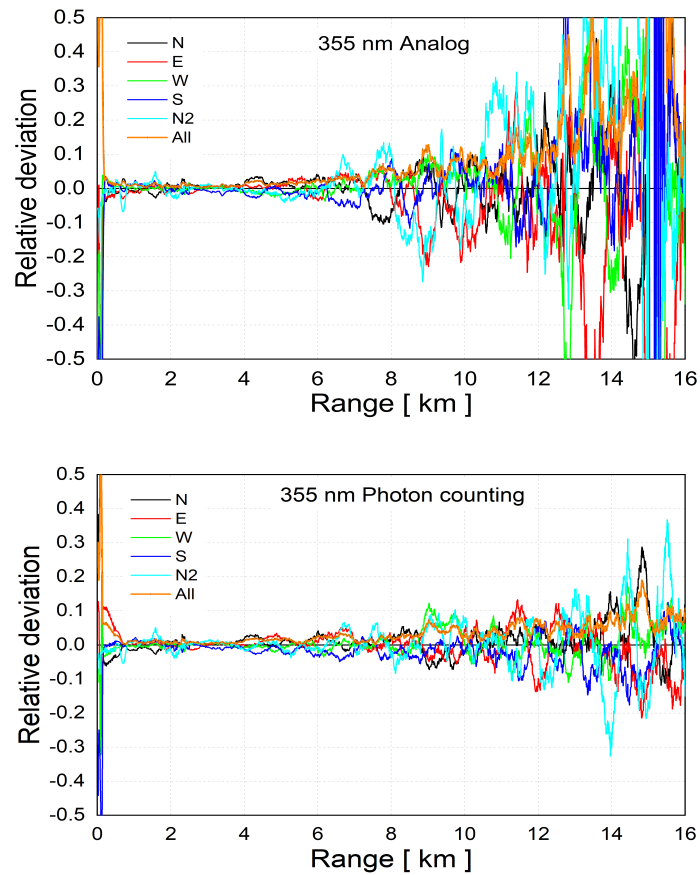 355 nm Analog
N
E
W
S
N2
All
Relative deviation
0.5
0.4
0.3
0.2
0.1
0.0
-0.1
-0.2
-0.3
-0.4
-0.5
0 2 4 6 8 10 12 14 16
Range [ km ]
355 nm Photon counting
N
E
W
S
N2
All
Relative deviation
0.5
0.4
0.3
0.2
0.1
0.0
-0.1
-0.2
-0.3
-0.4
-0.5
0 2 4 6 8 10 12 14 16
Range [ km ]